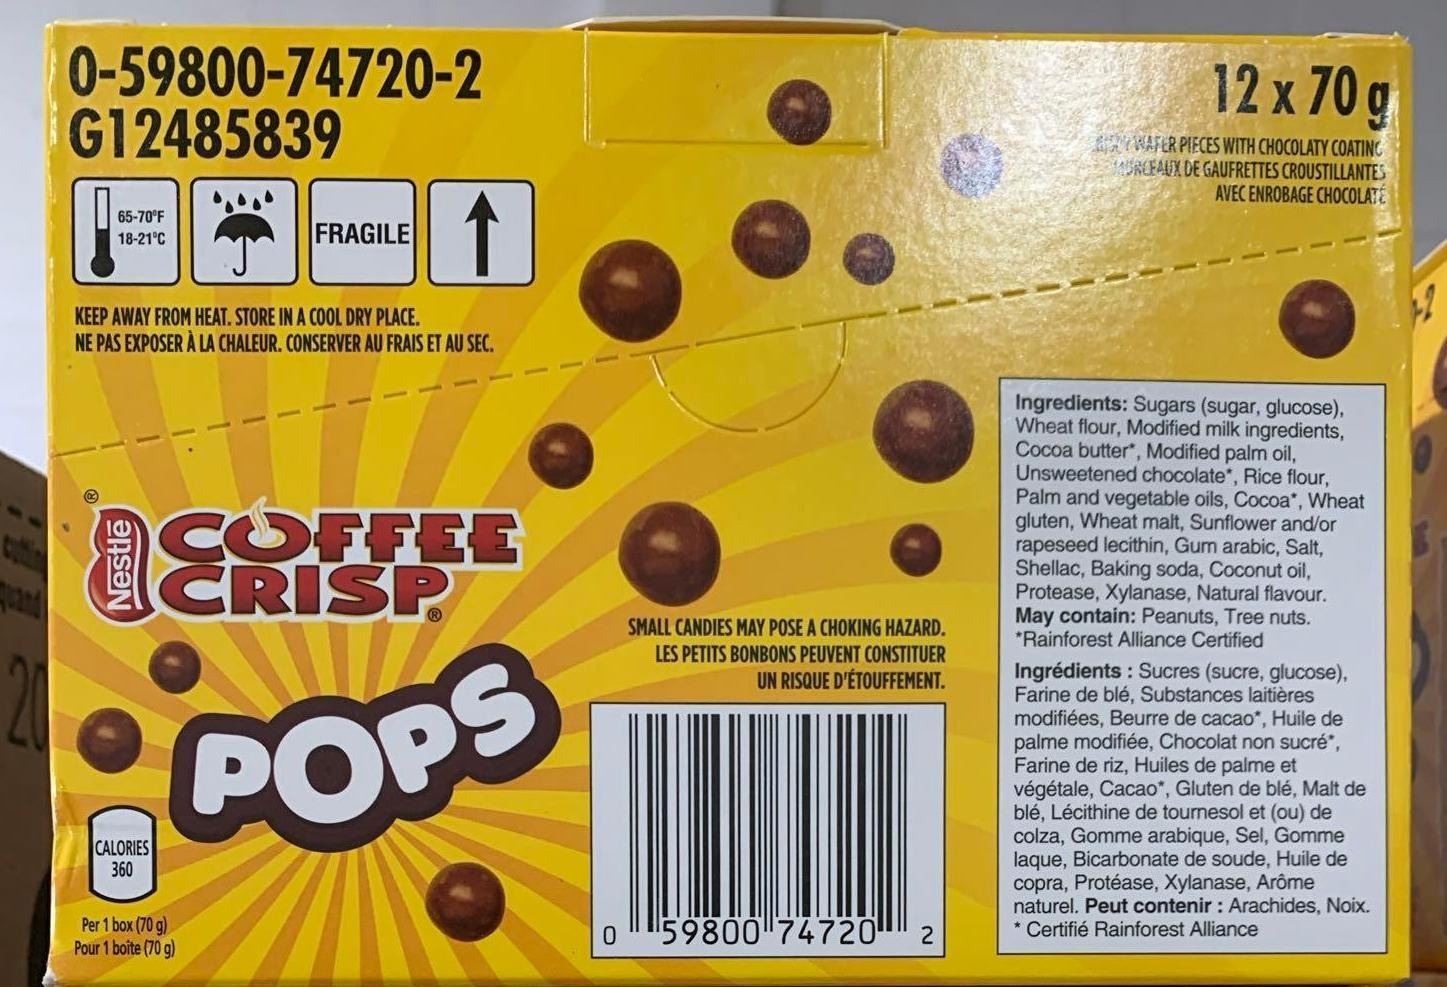 0-59800-74720-2
G12485839
65-70°F
18-21°C
FRAGILE
KEEP AWAY FROM HEAT. STORE IN A COOL DRY PLACE.
NE PAS EXPOSER À LA CHALEUR. CONSERVER AU FRAIS ET AU SEC.
12 x 70 g
CRISPY WAFER PIECES WITH CHOCOLATY COATING
MORCEAUX DE GAUFRETTES CROUSTILLANTES
AVEC ENROBAGE CHOCOLATÉ
Nestlé ®
COFFEE
CRISP ®
POPS
CALORIES
360
Per 1 box (70 g)
Pour 1 boîte (70 g)
SMALL CANDIES MAY POSE A CHOKING HAZARD.
LES PETITS BONBONS PEUVENT CONSTITUER
UN RISQUE D'ÉTOUFFEMENT.
0 59800 74720 2
Ingredients: Sugars (sugar, glucose),
Wheat flour, Modified milk ingredients,
Cocoa butter*, Modified palm oil,
Unsweetened chocolate*, Rice flour,
Palm and vegetable oils, Cocoa*, Wheat
gluten, Wheat malt, Sunflower and/or
rapeseed lecithin, Gum arabic, Salt,
Shellac, Baking soda, Coconut oil,
Protease, Xylanase, Natural flavour.
May contain: Peanuts, Tree nuts.
*Rainforest Alliance Certified
Ingrédients : Sucres (sucre, glucose),
Farine de blé, Substances laitières
modifiées, Beurre de cacao*, Huile de
palme modifiée, Chocolat non sucré*,
Farine de riz, Huiles de palme et
végétale, Cacao*, Gluten de blé, Malt de
blé, Lécithine de tournesol et (ou) de
colza, Gomme arabique, Sel, Gomme
laque, Bicarbonate de soude, Huile de
copra, Protéase, Xylanase, Arôme
naturel. Peut contenir : Arachides, Noix.
* Certifié Rainforest Alliance